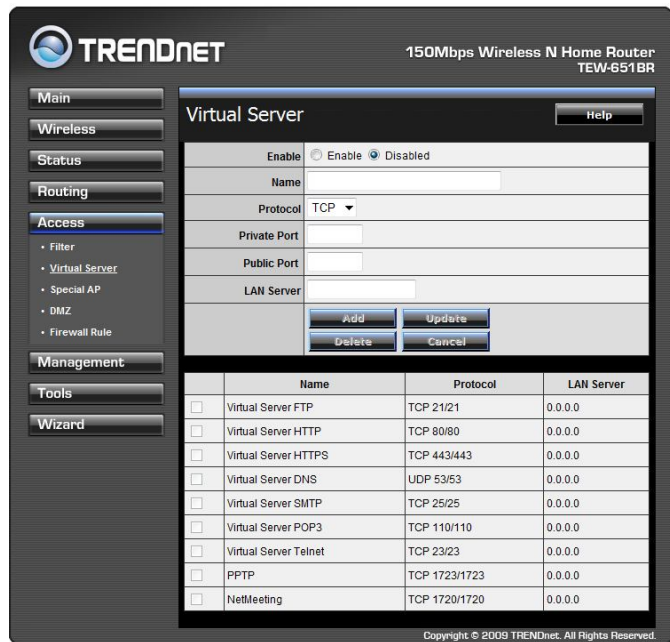 TRENDNET
150Mbps Wireless N Home Router
TEW-651BR
Main
Wireless
Status
Routing
Access
• Filter
• Virtual Server
• Special AP
• DMZ
• Firewall Rule
Management
Tools
Wizard
Virtual Server
Help
Enable Enable Disabled
Name
Protocol TCP
Private Port
Public Port
LAN Server
Add Update
Delete Cancel
Name Protocol LAN Server
Virtual Server FTP TCP 21/21 0.0.0.0
Virtual Server HTTP TCP 80/80 0.0.0.0
Virtual Server HTTPS TCP 443/443 0.0.0.0
Virtual Server DNS UDP 53/53 0.0.0.0
Virtual Server SMTP TCP 25/25 0.0.0.0
Virtual Server POP3 TCP 110/110 0.0.0.0
Virtual Server Telnet TCP 23/23 0.0.0.0
PPTP TCP 1723/1723 0.0.0.0
NetMeeting TCP 1720/1720 0.0.0.0
Copyright © 2009 TRENDnet. All Rights Reserved.